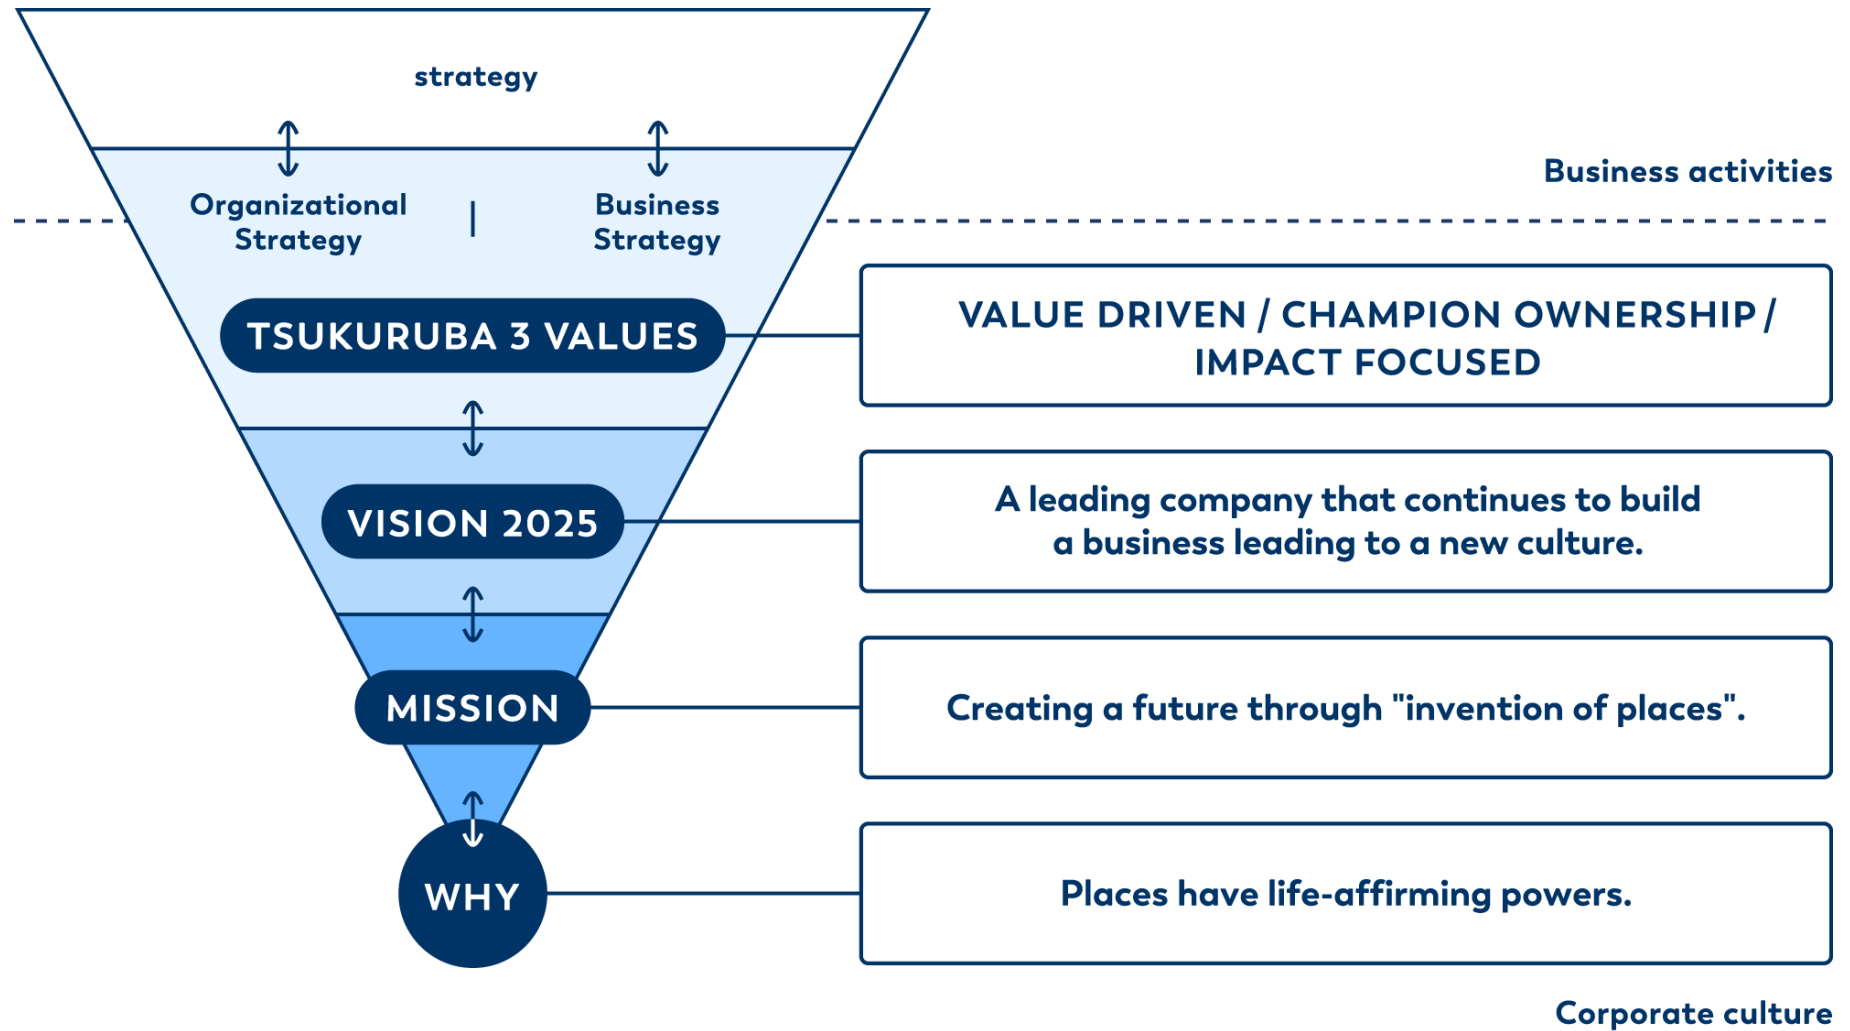 strategy
Organizational
Strategy
|
Business
Strategy
Business activities
TSUKURUBA 3 VALUES
VALUE DRIVEN / CHAMPION OWNERSHIP /
IMPACT FOCUSED
VISION 2025
A leading company that continues to build
a business leading to a new culture.
MISSION
Creating a future through "invention of places".
WHY
Places have life-affirming powers.
Corporate culture